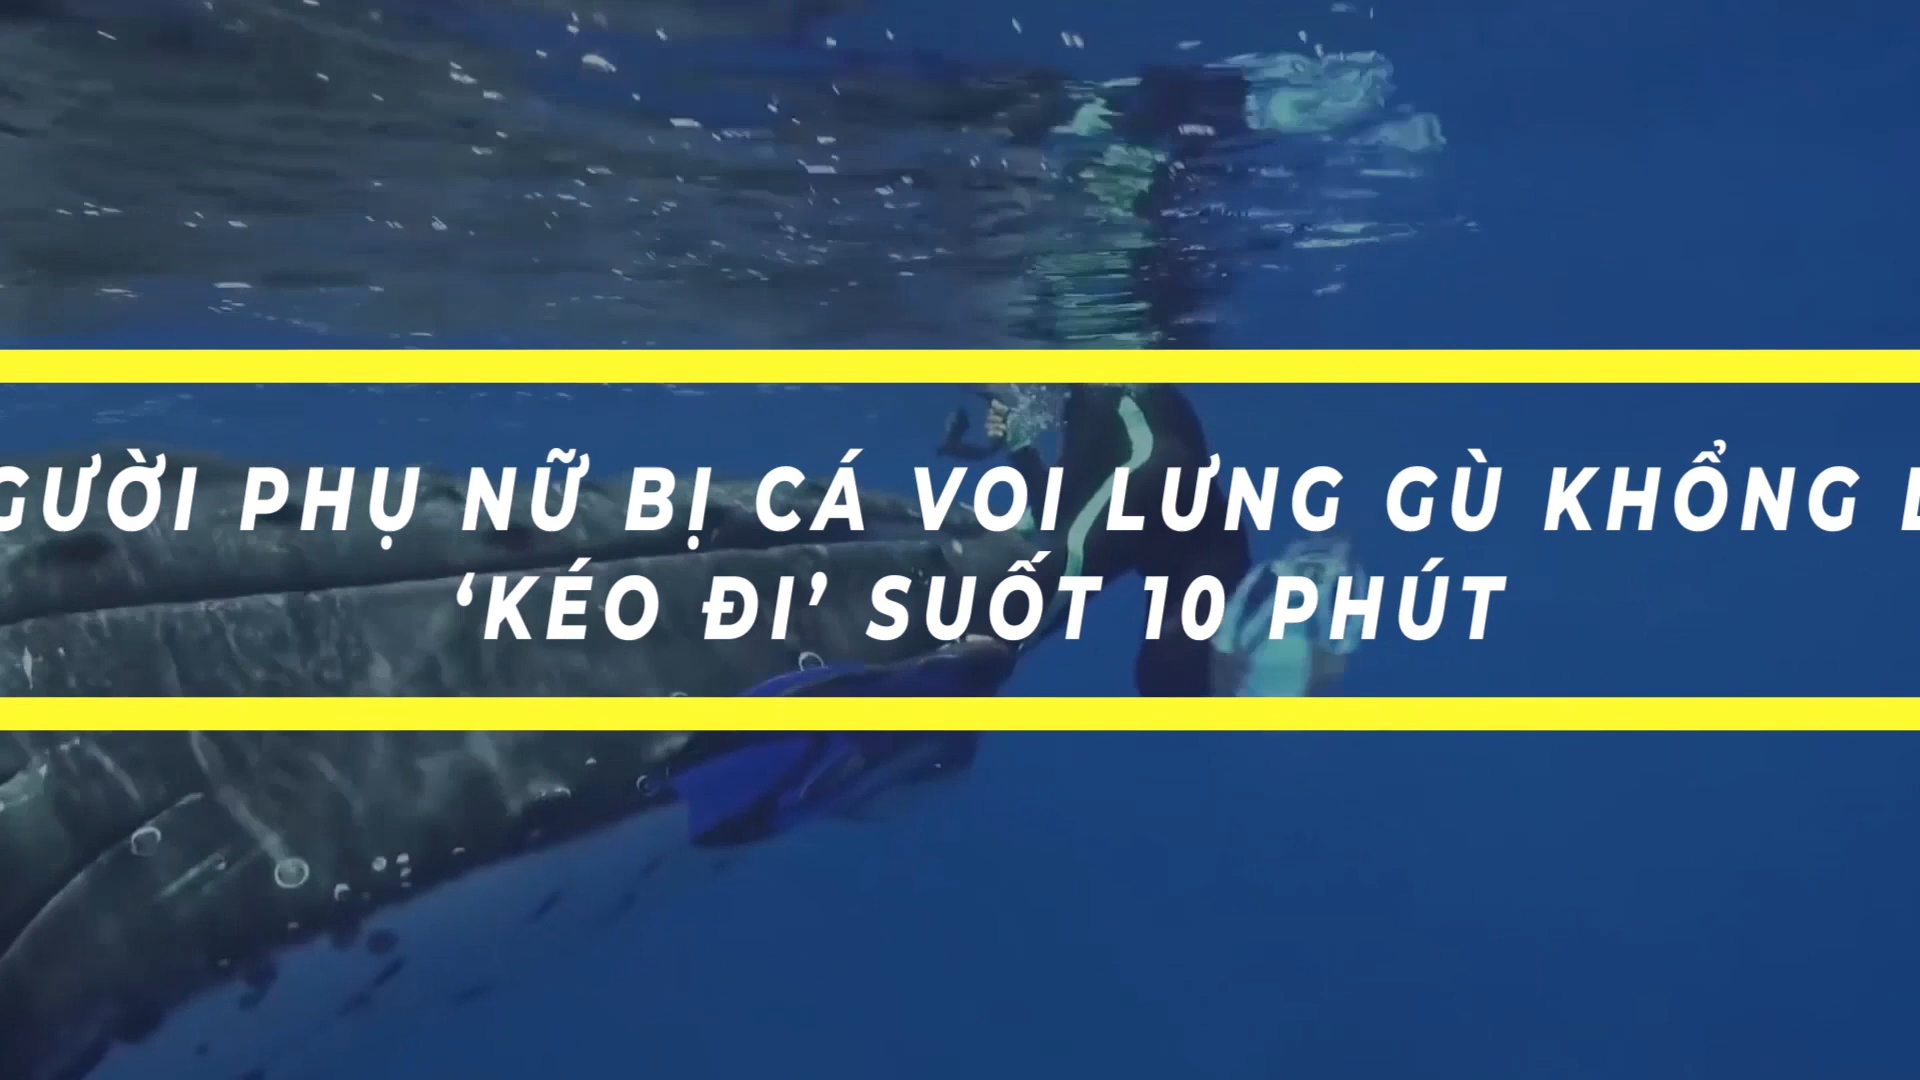 GƯỜI PHỤ NỮ BỊ CÁ VOI LƯNG GÙ KHỔNG
‘KÉO ĐI’ SUỐT 10 PHÚT